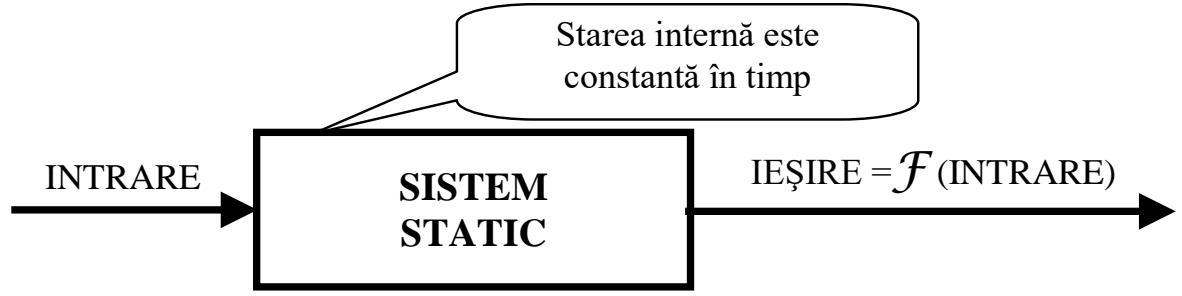 Starea internă este
constantă în timp
INTRARE
SISTEM
STATIC
IEŞIRE = ℱ (INTRARE)